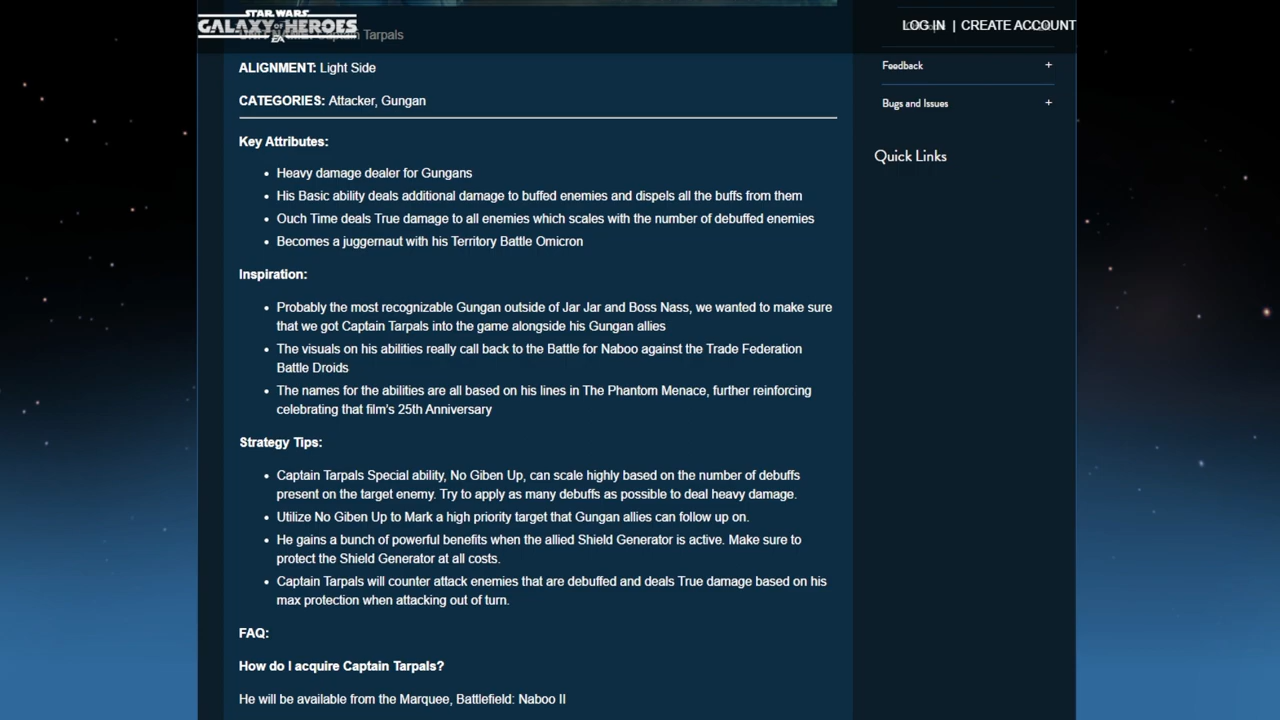 STAR WARS
GALAXY OF HEROES
EA
LOG IN | CREATE ACCOUNT
Captain Tarpals
ALIGNMENT: Light Side
CATEGORIES: Attacker, Gungan
Key Attributes:
Heavy damage dealer for Gungans
His Basic ability deals additional damage to buffed enemies and dispels all the buffs from them
Ouch Time deals True damage to all enemies which scales with the number of debuffed enemies
Becomes a juggernaut with his Territory Battle Omicron
Inspiration:
Probably the most recognizable Gungan outside of Jar Jar and Boss Nass, we wanted to make sure
that we got Captain Tarpals into the game alongside his Gungan allies
The visuals on his abilities really call back to the Battle for Naboo against the Trade Federation
Battle Droids
The names for the abilities are all based on his lines in The Phantom Menace, further reinforcing
celebrating that film's 25th Anniversary
Strategy Tips:
Captain Tarpals Special ability, No Giben Up, can scale highly based on the number of debuffs
present on the target enemy. Try to apply as many debuffs as possible to deal heavy damage.
Utilize No Giben Up to Mark a high priority target that Gungan allies can follow up on.
He gains a bunch of powerful benefits when the allied Shield Generator is active. Make sure to
protect the Shield Generator at all costs.
Captain Tarpals will counter attack enemies that are debuffed and deals True damage based on his
max protection when attacking out of turn.
FAQ:
How do I acquire Captain Tarpals?
He will be available from the Marquee, Battlefield: Naboo II
Feedback +
Bugs and Issues +
Quick Links